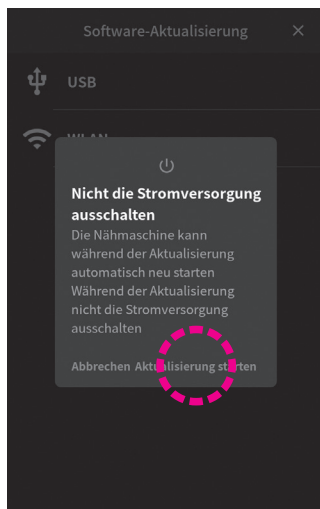 Software-Aktualisierung
USB
WLAN
Nicht die Stromversorgung
ausschalten
Die Nähmaschine kann
während der Aktualisierung
automatisch neu starten
Während der Aktualisierung
nicht die Stromversorgung
ausschalten
Abbrechen Aktualisierung starten